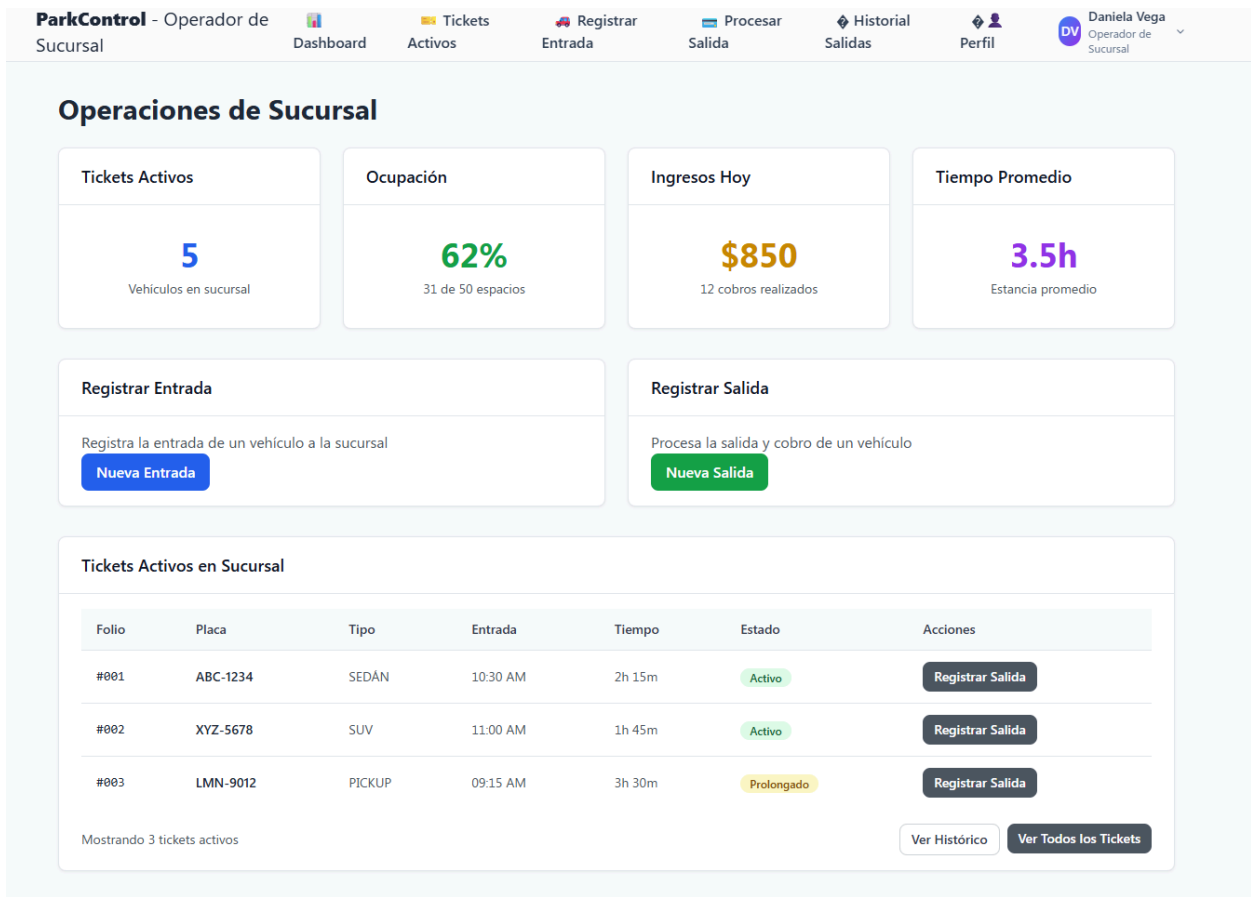 ParkControl - Operador de Sucursal
Dashboard
Tickets Activos
Registrar Entrada
Procesar Salida
� Historial Salidas
� Perfil
DV
Daniela Vega
Operador de Sucursal
Operaciones de Sucursal
Tickets Activos
5
Vehiculos en sucursal
Ocupación
62%
31 de 50 espacios
Ingresos Hoy
$850
12 cobros realizados
Tiempo Promedio
3.5h
Estancia promedio
Registrar Entrada
Registra la entrada de un vehículo a la sucursal
Nueva Entrada
Registrar Salida
Procesa la salida y cobro de un vehículo
Nueva Salida
Tickets Activos en Sucursal
Folio Placa Tipo Entrada Tiempo Estado Acciones
#001 ABC-1234 SEDÁN 10:30 AM 2h 15m Activo Registrar Salida
#002 XYZ-5678 SUV 11:00 AM 1h 45m Activo Registrar Salida
#003 LMN-9012 PICKUP 09:15 AM 3h 30m Prolongado Registrar Salida
Mostrando 3 tickets activos
Ver Histórico
Ver Todos los Tickets